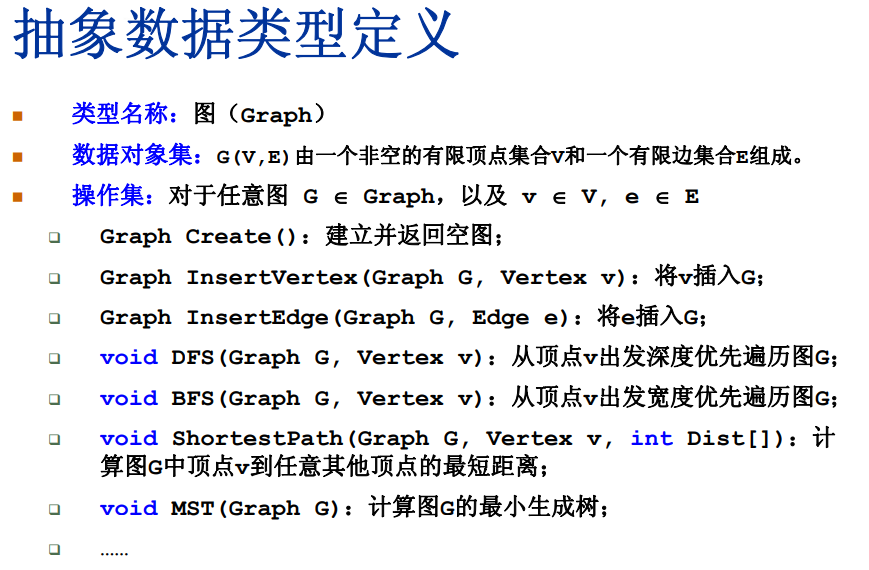 抽象数据类型定义
类型名称：图（Graph）
数据对象集：G(V,E)由一个非空的有限顶点集合V和一个有限边集合E组成。
操作集：对于任意图 G ∈ Graph，以及 v ∈ V, e ∈ E
Graph Create()：建立并返回空图；
Graph InsertVertex(Graph G, Vertex v)：将v插入G；
Graph InsertEdge(Graph G, Edge e)：将e插入G；
void DFS(Graph G, Vertex v)：从顶点v出发深度优先遍历图G；
void BFS(Graph G, Vertex v)：从顶点v出发宽度优先遍历图G；
void ShortestPath(Graph G, Vertex v, int Dist[])：计
算图G中顶点v到任意其他顶点的最短距离；
void MST(Graph G)：计算图G的最小生成树；
……